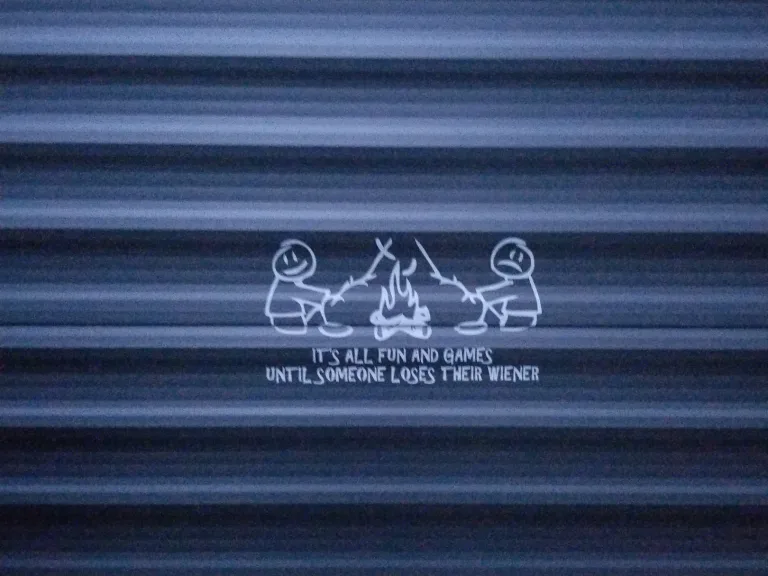 IT'S ALL FUN AND GAMES
UNTIL SOMEONE LOSES THEIR WIENER